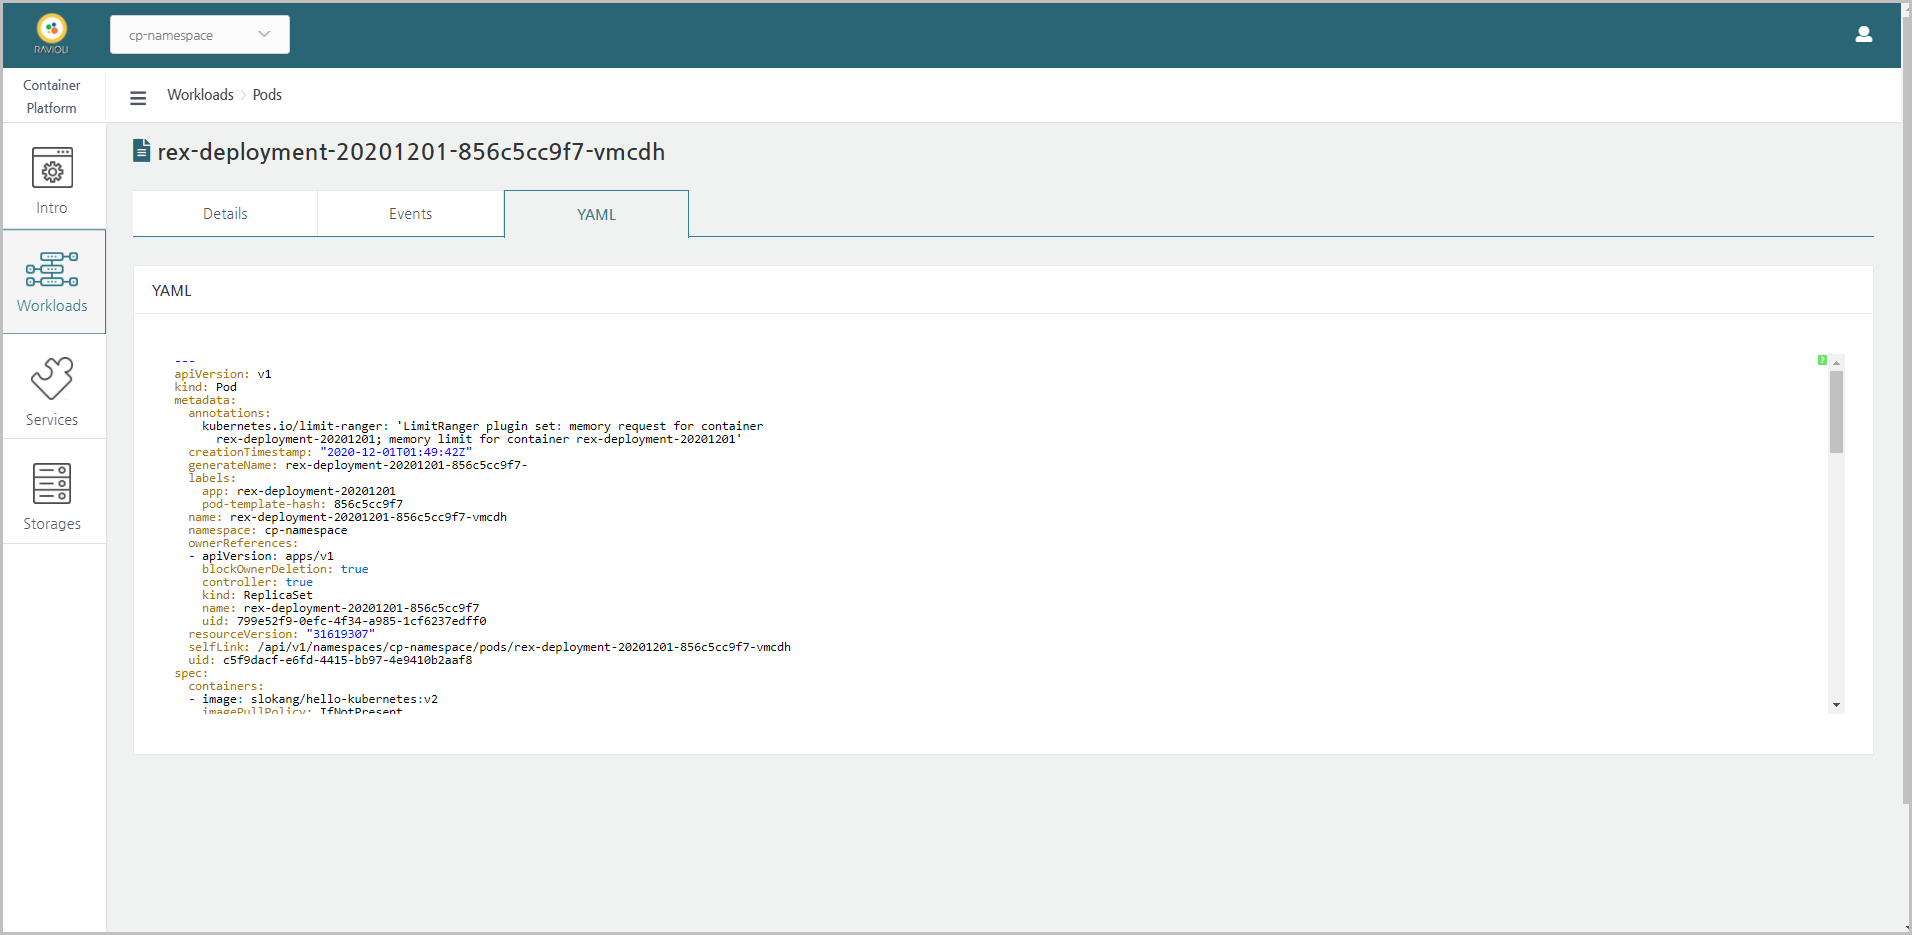 RAVIOLI
cp-namespace
Container
Platform
Workloads > Pods
Intro
Workloads
Services
Storages
rex-deployment-20201201-856c5cc9f7-vmcdh
Details Events YAML
YAML
---
apiVersion: v1
kind: Pod
metadata:
  annotations:
    kubernetes.io/limit-ranger: 'LimitRanger plugin set: memory request for container
      rex-deployment-20201201; memory limit for container rex-deployment-20201201'
  creationTimestamp: "2020-12-01T01:49:42Z"
  generateName: rex-deployment-20201201-856c5cc9f7-
  labels:
    app: rex-deployment-20201201
    pod-template-hash: 856c5cc9f7
  name: rex-deployment-20201201-856c5cc9f7-vmcdh
  namespace: cp-namespace
  ownerReferences:
  - apiVersion: apps/v1
    blockOwnerDeletion: true
    controller: true
    kind: ReplicaSet
    name: rex-deployment-20201201-856c5cc9f7
    uid: 799e52f9-0efc-4f34-a985-1cf6237edff0
  resourceVersion: "31619307"
  selfLink: /api/v1/namespaces/cp-namespace/pods/rex-deployment-20201201-856c5cc9f7-vmcdh
  uid: c5f9dacf-e6fd-4415-bb97-4e9410b2aaf8
spec:
  containers:
  - image: slokang/hello-kubernetes:v2
    imagePullPolicy: IfNotPresent
?